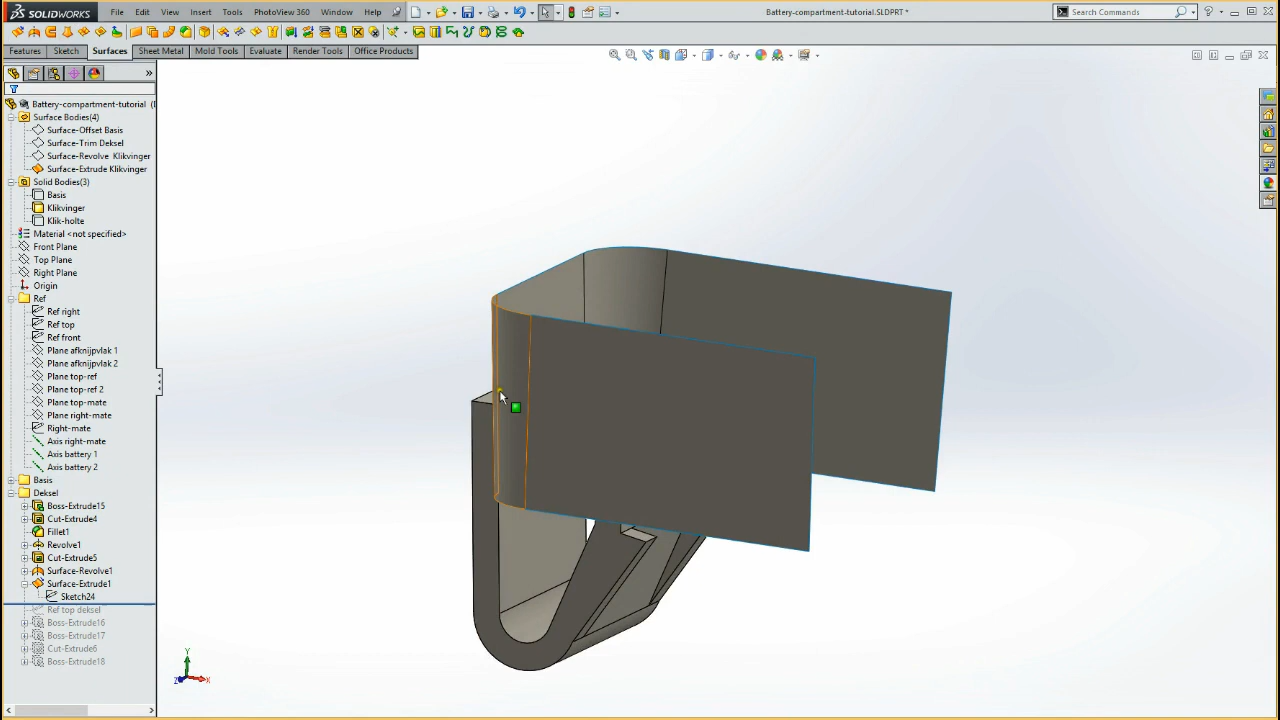 SOLIDWORKS File Edit View Insert Tools PhotoView 360 Window Help Battery-compartment-tutorial.SLDPRT * Search Commands
Features Sketch Surfaces Sheet Metal Mold Tools Evaluate Render Tools Office Products
Battery-compartment-tutorial (D
Surface Bodies(4)
Surface-Offset Basis
Surface-Trim Deksel
Surface-Revolve Klikvinger
Surface-Extrude Klikvinger
Solid Bodies(3)
Basis
Klikvinger
Klik-holte
Material <not specified>
Front Plane
Top Plane
Right Plane
Origin
Ref
Ref right
Ref top
Ref front
Plane afknijpvlak 1
Plane afknijpvlak 2
Plane top-ref
Plane top-ref 2
Plane top-mate
Plane right-mate
Right-mate
Axis right-mate
Axis battery 1
Axis battery 2
Basis
Deksel
Boss-Extrude15
Cut-Extrude4
Fillet1
Revolve1
Cut-Extrude5
Surface-Revolve1
Surface-Extrude1
Sketch24
Ref top deksel
Boss-Extrude16
Boss-Extrude17
Cut-Extrude6
Boss-Extrude18
Y
Z X